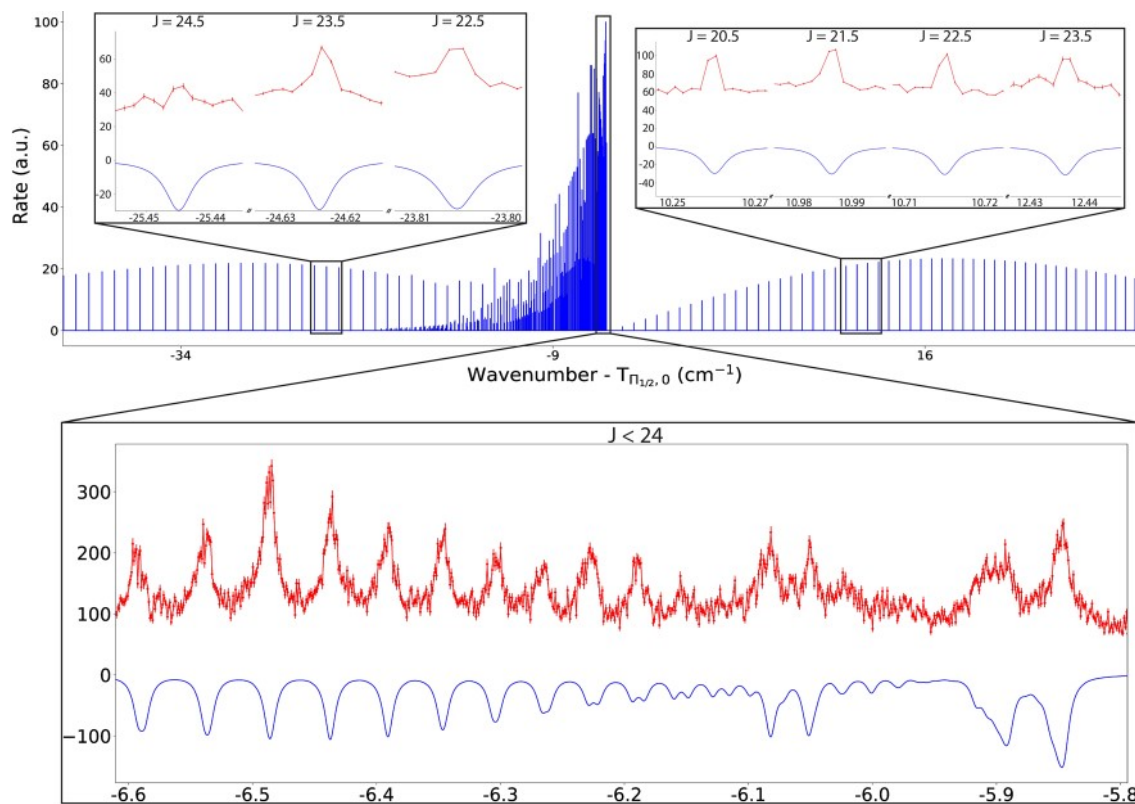 100
80
60
40
20
0
Rate (a.u.)
J = 24.5 J = 23.5 J = 22.5
60
40
20
0
-20
-25.45 -25.44 -24.63 -24.62 -23.81 -23.80
J = 20.5 J = 21.5 J = 22.5 J = 23.5
100
80
60
40
20
0
-20
-40
10.25 10.27 10.98 10.99 10.71 10.72 12.43 12.44
-34 -9 16
Wavenumber - TΠ1/2, 0 (cm-1)
J < 24
300
200
100
0
−100
-6.6 -6.5 -6.4 -6.3 -6.2 -6.1 -6.0 -5.9 -5.8